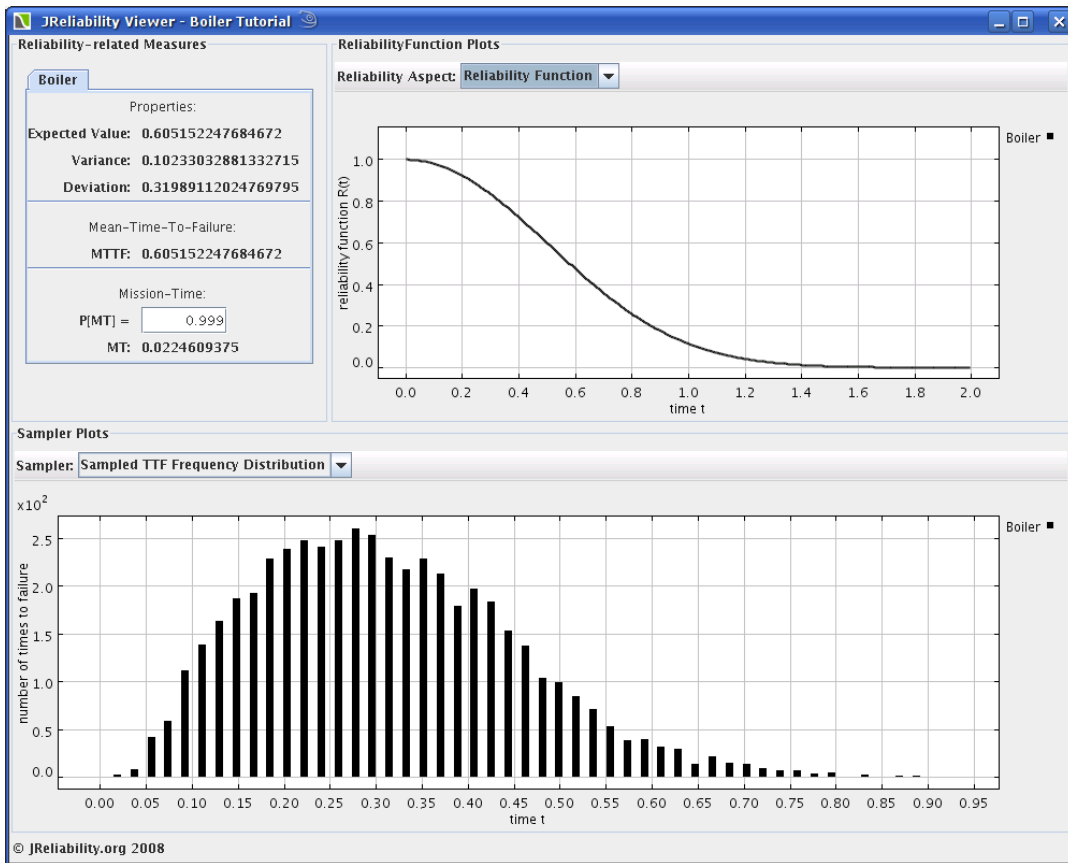 JReliability Viewer - Boiler Tutorial
Reliability-related Measures
Boiler
Properties:
Expected Value: 0.605152247684672
Variance: 0.10233032881332715
Deviation: 0.31989112024769795
Mean-Time-To-Failure:
MTTF: 0.605152247684672
Mission-Time:
P[MT] = 0.999
MT: 0.0224609375
ReliabilityFunction Plots
Reliability Aspect: Reliability Function
reliability function R(t)
1.0
0.8
0.6
0.4
0.2
0.0
0.0 0.2 0.4 0.6 0.8 1.0 1.2 1.4 1.6 1.8 2.0
time t
Boiler
Sampler Plots
Sampler: Sampled TTF Frequency Distribution
x10²
number of times to failure
2.5
2.0
1.5
1.0
0.5
0.0
0.00 0.05 0.10 0.15 0.20 0.25 0.30 0.35 0.40 0.45 0.50 0.55 0.60 0.65 0.70 0.75 0.80 0.85 0.90 0.95
time t
Boiler
© JReliability.org 2008